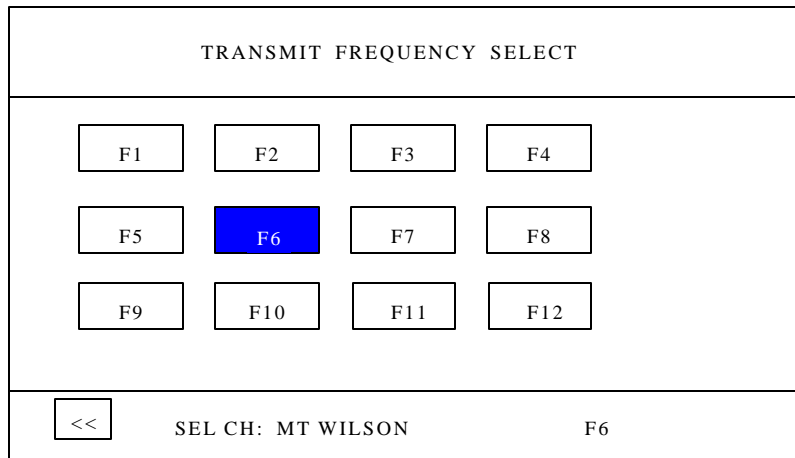 TRANSMIT FREQUENCY SELECT
F1 F2 F3 F4
F5 F6 F7 F8
F9 F10 F11 F12
<< SEL CH: MT WILSON F6